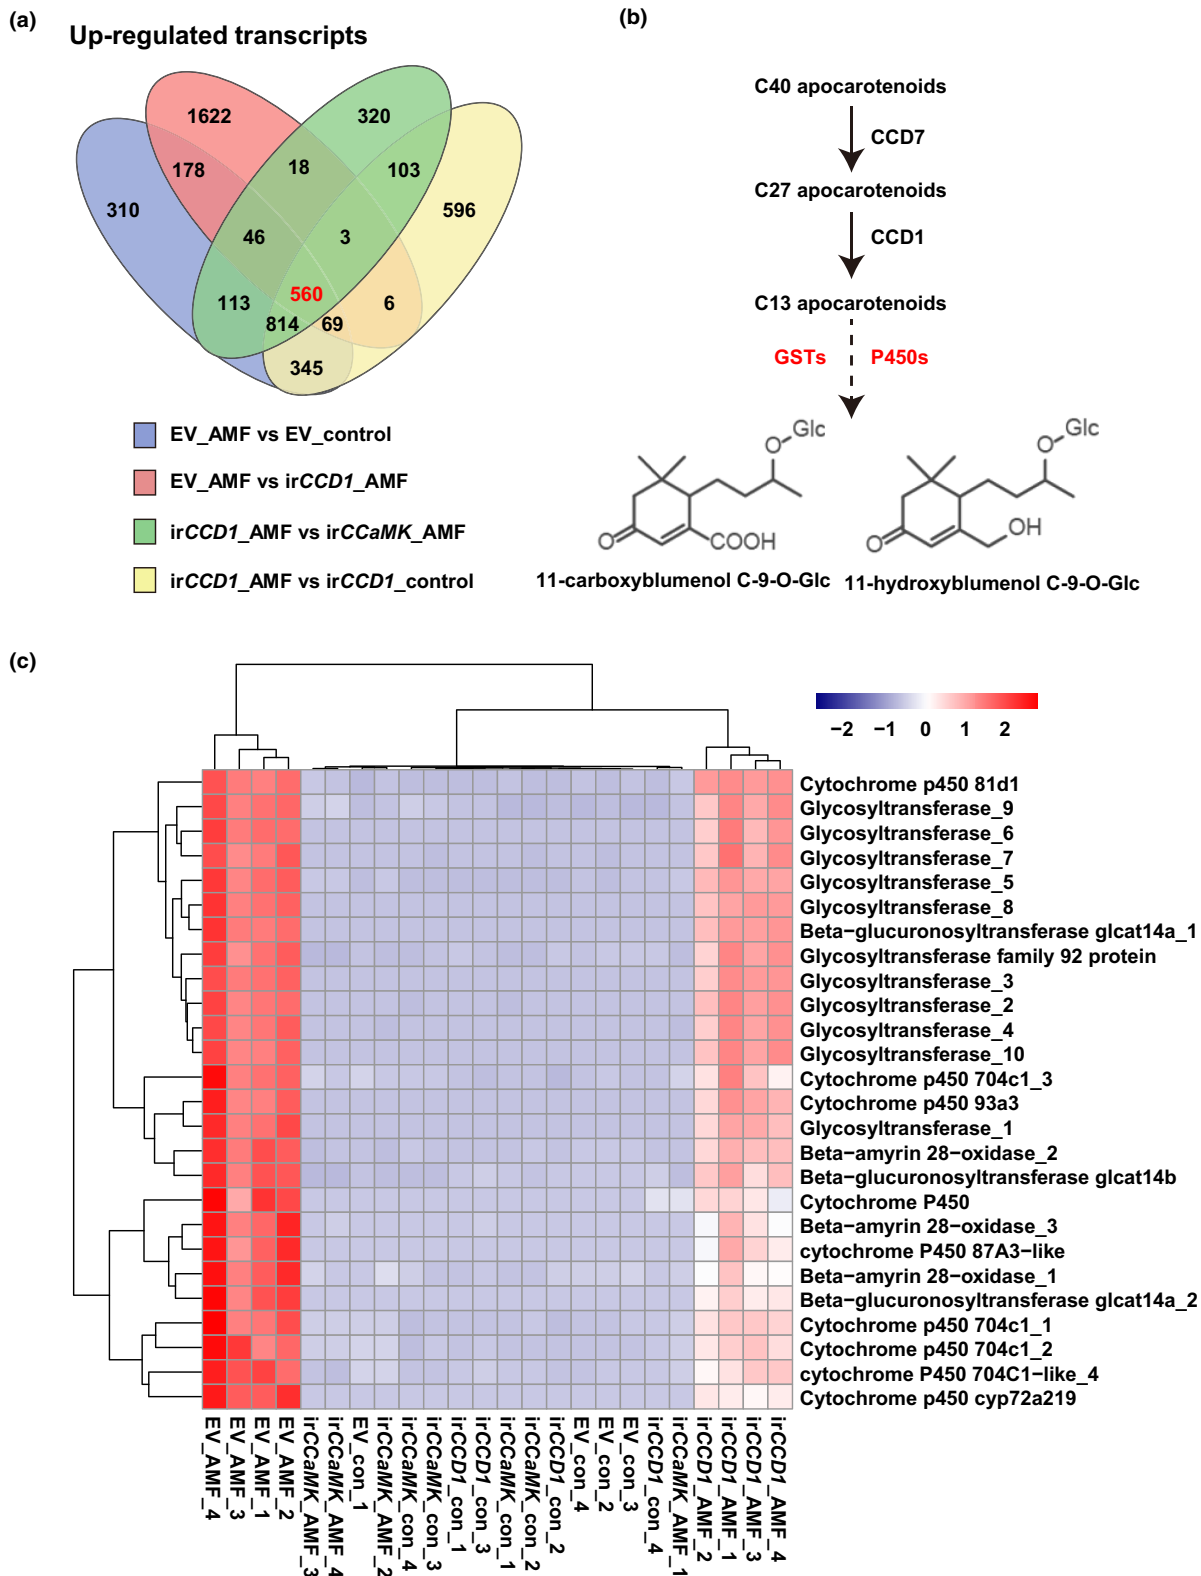 (a)
Up-regulated transcripts
1622
320
178
18
103
310
596
46
3
113
560
6
814
69
345
EV_AMF vs EV_control
EV_AMF vs irCCD1_AMF
irCCD1_AMF vs irCCaMK_AMF
irCCD1_AMF vs irCCD1_control
(b)
C40 apocarotenoids
CCD7
C27 apocarotenoids
CCD1
C13 apocarotenoids
GSTs P450s
O Glc
O COOH
11-carboxyblumenol C-9-O-Glc
O Glc
OH
O
11-hydroxyblumenol C-9-O-Glc
(c)
−2 −1 0 1 2
Cytochrome p450 81d1
Glycosyltransferase_9
Glycosyltransferase_6
Glycosyltransferase_7
Glycosyltransferase_5
Glycosyltransferase_8
Beta−glucuronosyltransferase glcat14a_1
Glycosyltransferase family 92 protein
Glycosyltransferase_3
Glycosyltransferase_2
Glycosyltransferase_4
Glycosyltransferase_10
Cytochrome p450 704c1_3
Cytochrome p450 93a3
Glycosyltransferase_1
Beta−amyrin 28−oxidase_2
Beta−glucuronosyltransferase glcat14b
Cytochrome P450
Beta−amyrin 28−oxidase_3
cytochrome P450 87A3−like
Beta−amyrin 28−oxidase_1
Beta−glucuronosyltransferase glcat14a_2
Cytochrome p450 704c1_1
Cytochrome p450 704c1_2
cytochrome P450 704C1−like_4
Cytochrome p450 cyp72a219
EV_AMF_4
EV_AMF_3
EV_AMF_1
EV_AMF_2
irCCaMK_AMF_3
irCCaMK_AMF_4
EV_con_1
irCCaMK_AMF_2
irCCaMK_con_4
irCCaMK_con_3
irCCD1_con_1
irCCD1_con_3
irCCaMK_con_1
irCCaMK_con_2
irCCD1_con_2
EV_con_4
EV_con_2
EV_con_3
irCCD1_con_4
irCCaMK_AMF_1
irCCD1_AMF_2
irCCD1_AMF_1
irCCD1_AMF_3
irCCD1_AMF_4